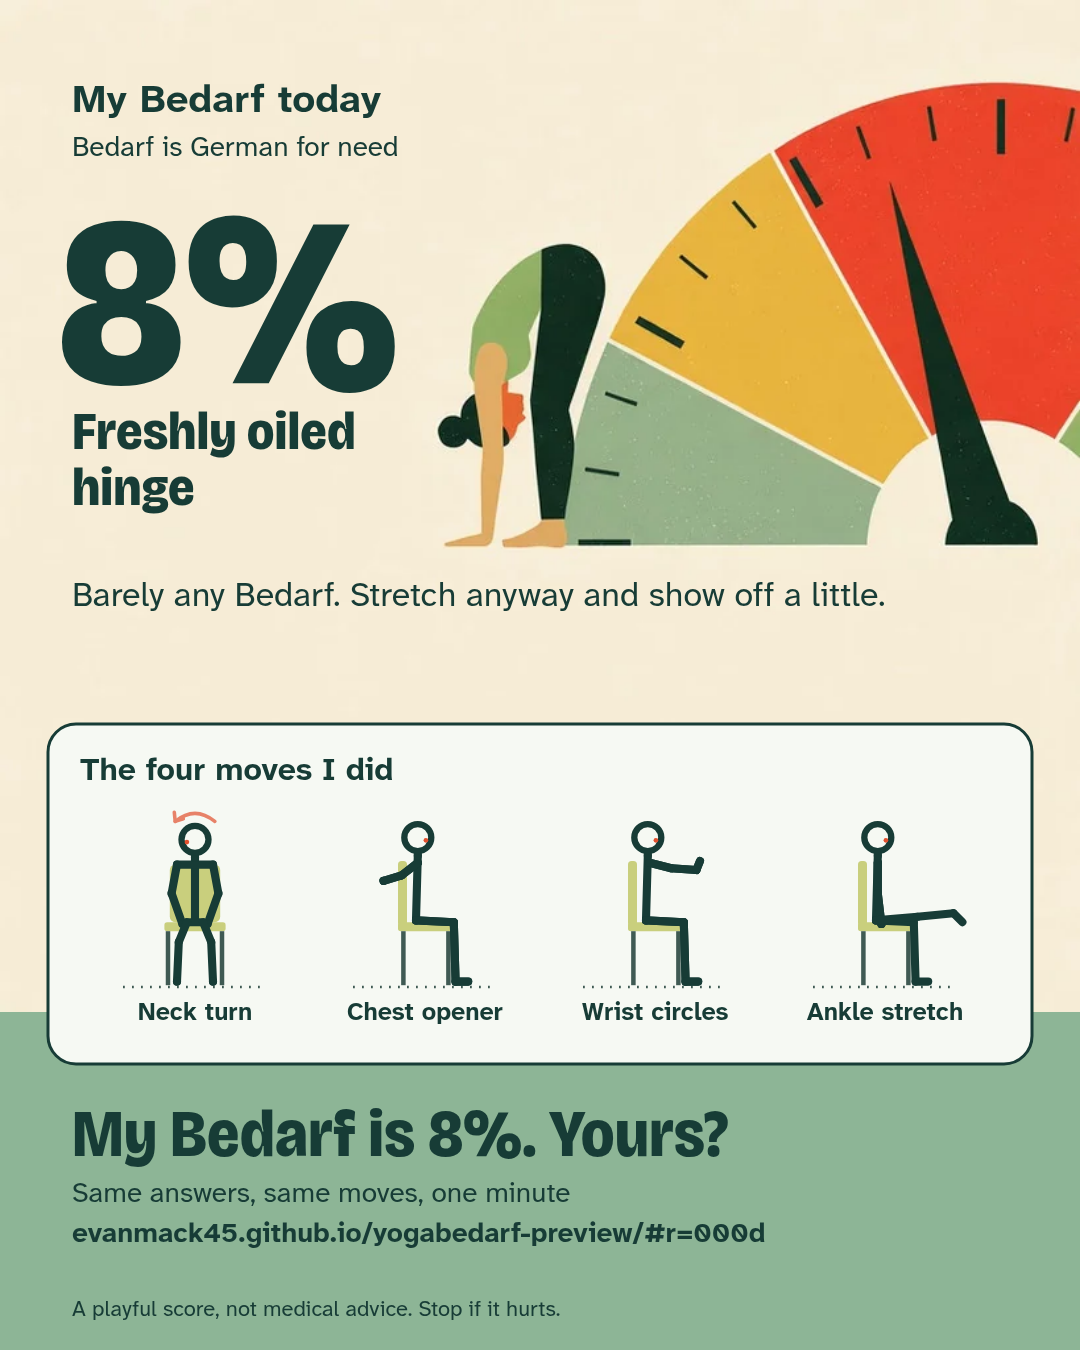 My Bedarf today
Bedarf is German for need
8%
Freshly oiled
hinge
Barely any Bedarf. Stretch anyway and show off a little.
The four moves I did
Neck turn
Chest opener
Wrist circles
Ankle stretch
My Bedarf is 8%. Yours?
Same answers, same moves, one minute
evanmack45.github.io/yogabedarf-preview/#r=000d
A playful score, not medical advice. Stop if it hurts.